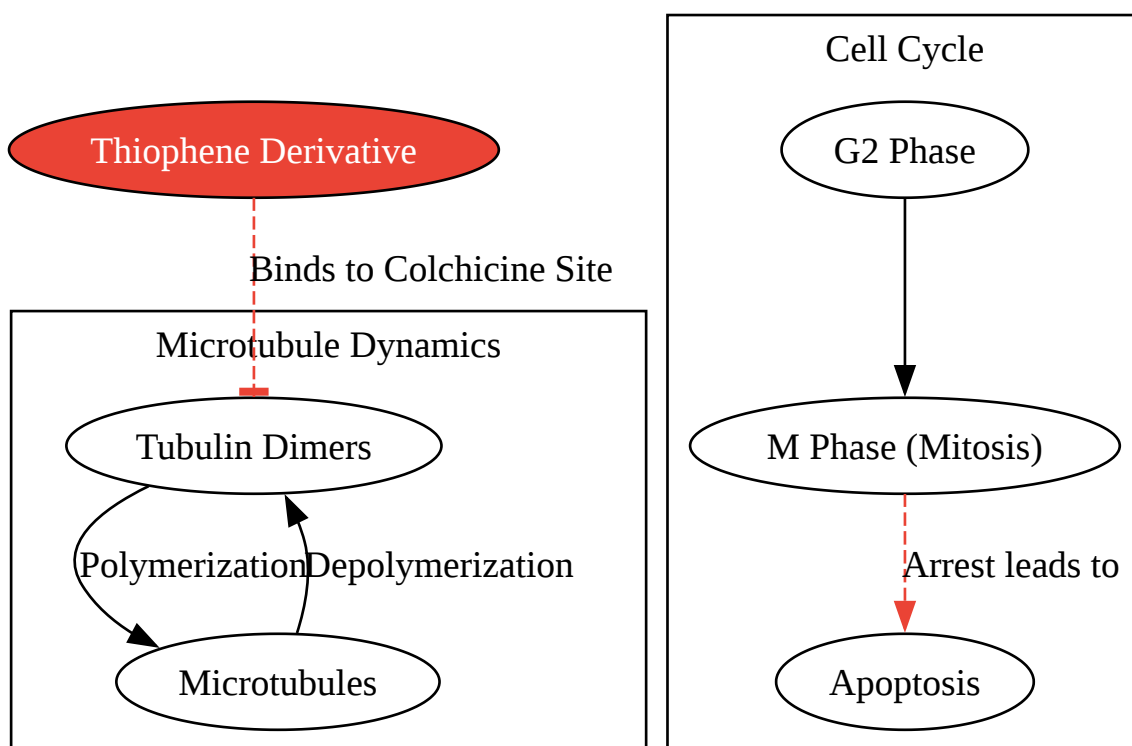 Thiophene Derivative
Binds to Colchicine Site
Microtubule Dynamics
Tubulin Dimers
Polymerization
Depolymerization
Microtubules
Cell Cycle
G2 Phase
M Phase (Mitosis)
Arrest leads to
Apoptosis